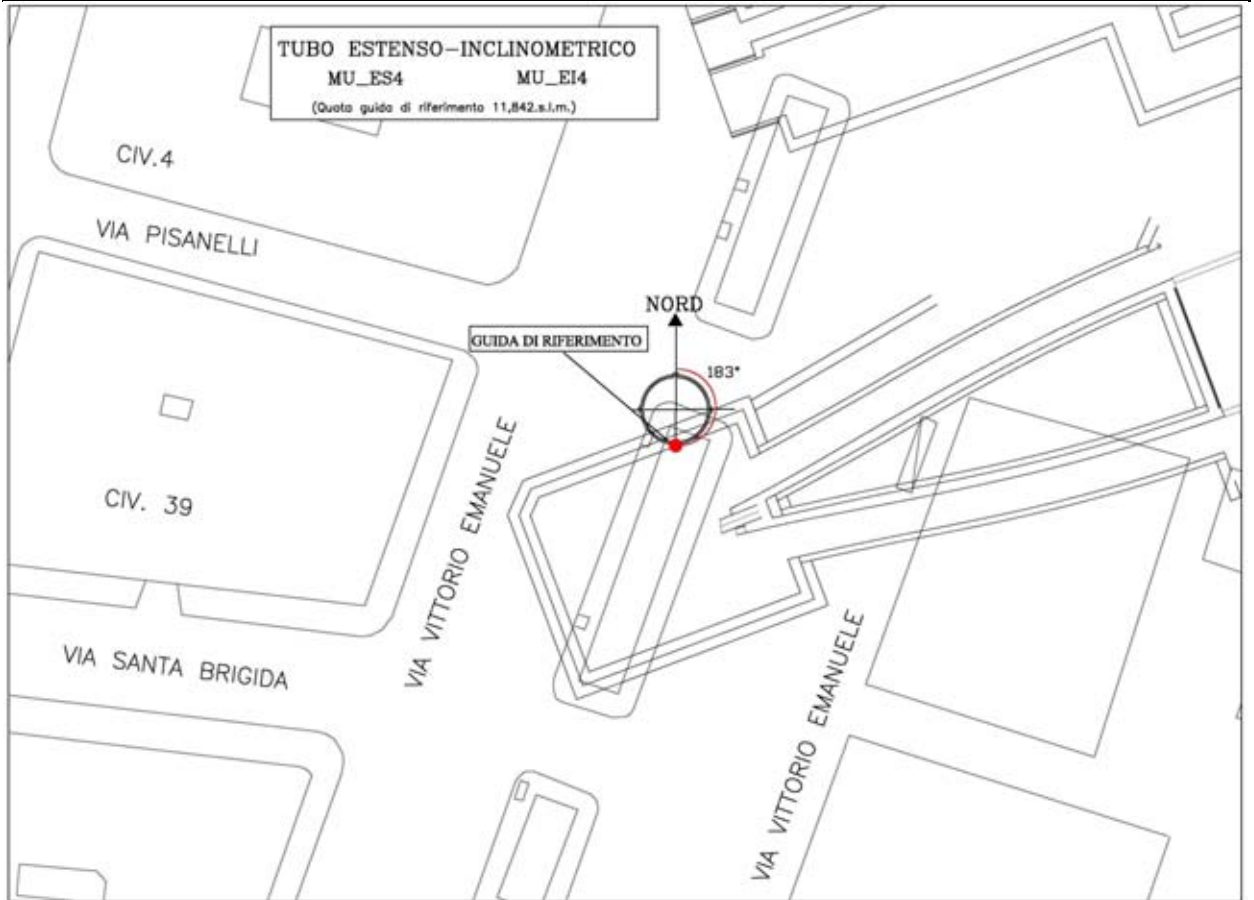 TUBO ESTENSO-INCLINOMETRICO
MU_ES4 MU_EI4
(Quota guida di riferimento 11,842.s.l.m.)
CIV.4
VIA PISANELLI
NORD
GUIDA DI RIFERIMENTO
183°
CIV. 39
VIA VITTORIO EMANUELE
VIA SANTA BRIGIDA
VIA VITTORIO EMANUELE